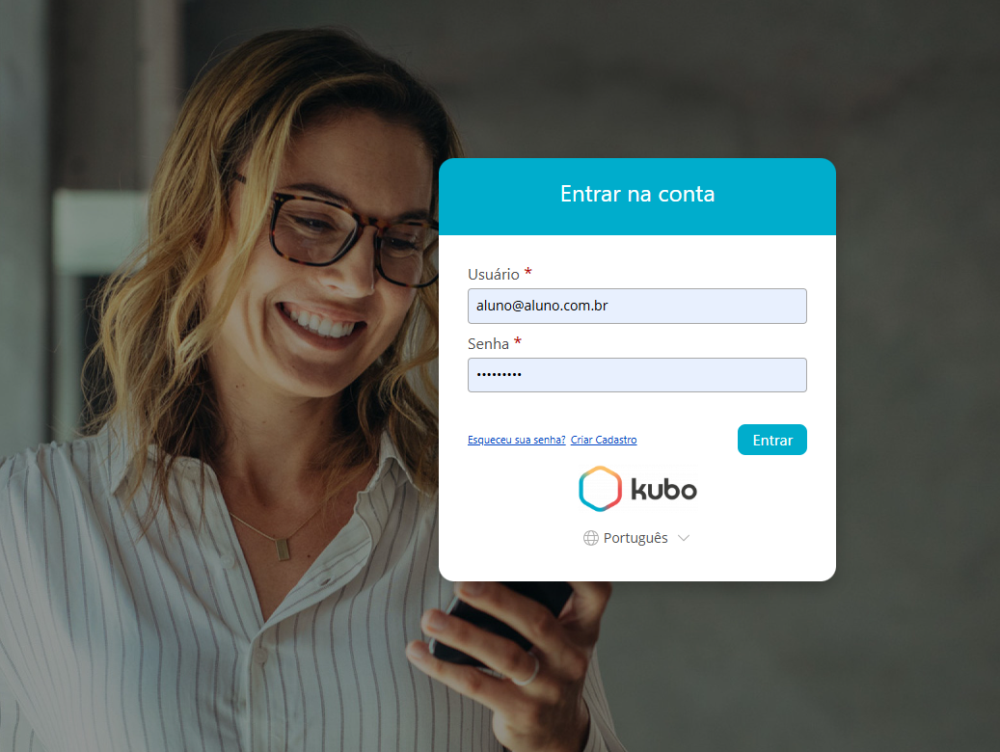 Entrar na conta
Usuário *
aluno@aluno.com.br
Senha *
•••••••••
Esqueceu sua senha? Criar Cadastro Entrar
kubo
Português